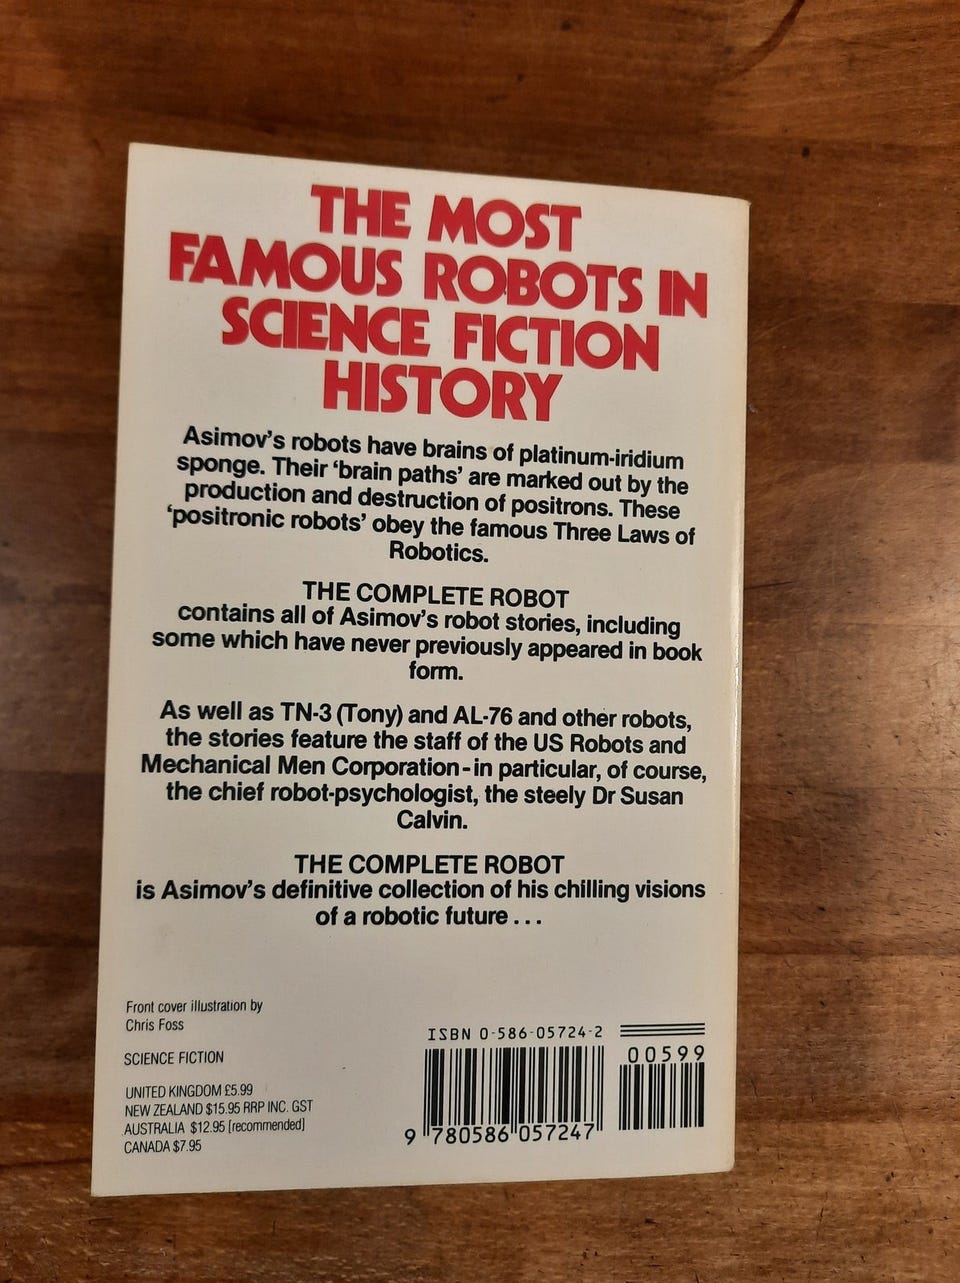 THE MOST
FAMOUS ROBOTS IN
SCIENCE FICTION
HISTORY
Asimov's robots have brains of platinum-iridium
sponge. Their 'brain paths' are marked out by the
production and destruction of positrons. These
'positronic robots' obey the famous Three Laws of
Robotics.
THE COMPLETE ROBOT
contains all of Asimov's robot stories, including
some which have never previously appeared in book
form.
As well as TN-3 (Tony) and AL-76 and other robots,
the stories feature the staff of the US Robots and
Mechanical Men Corporation - in particular, of course,
the chief robot-psychologist, the steely Dr Susan
Calvin.
THE COMPLETE ROBOT
is Asimov's definitive collection of his chilling visions
of a robotic future . . .
Front cover illustration by
Chris Foss
SCIENCE FICTION
UNITED KINGDOM £5.99
NEW ZEALAND $15.95 RRP INC. GST
AUSTRALIA $12.95 [recommended]
CANADA $7.95
ISBN 0-586-05724-2
00599
9 780586 057247